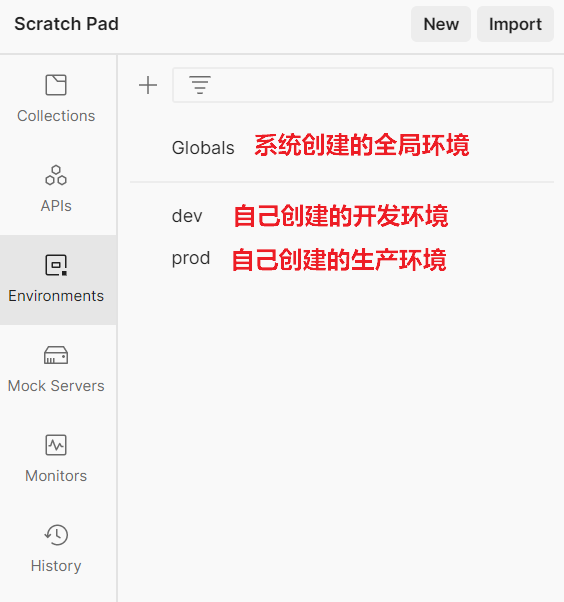 Scratch Pad New Import
Collections
Globals 系统创建的全局环境
APIs
dev 自己创建的开发环境
prod 自己创建的生产环境
Environments
Mock Servers
Monitors
History